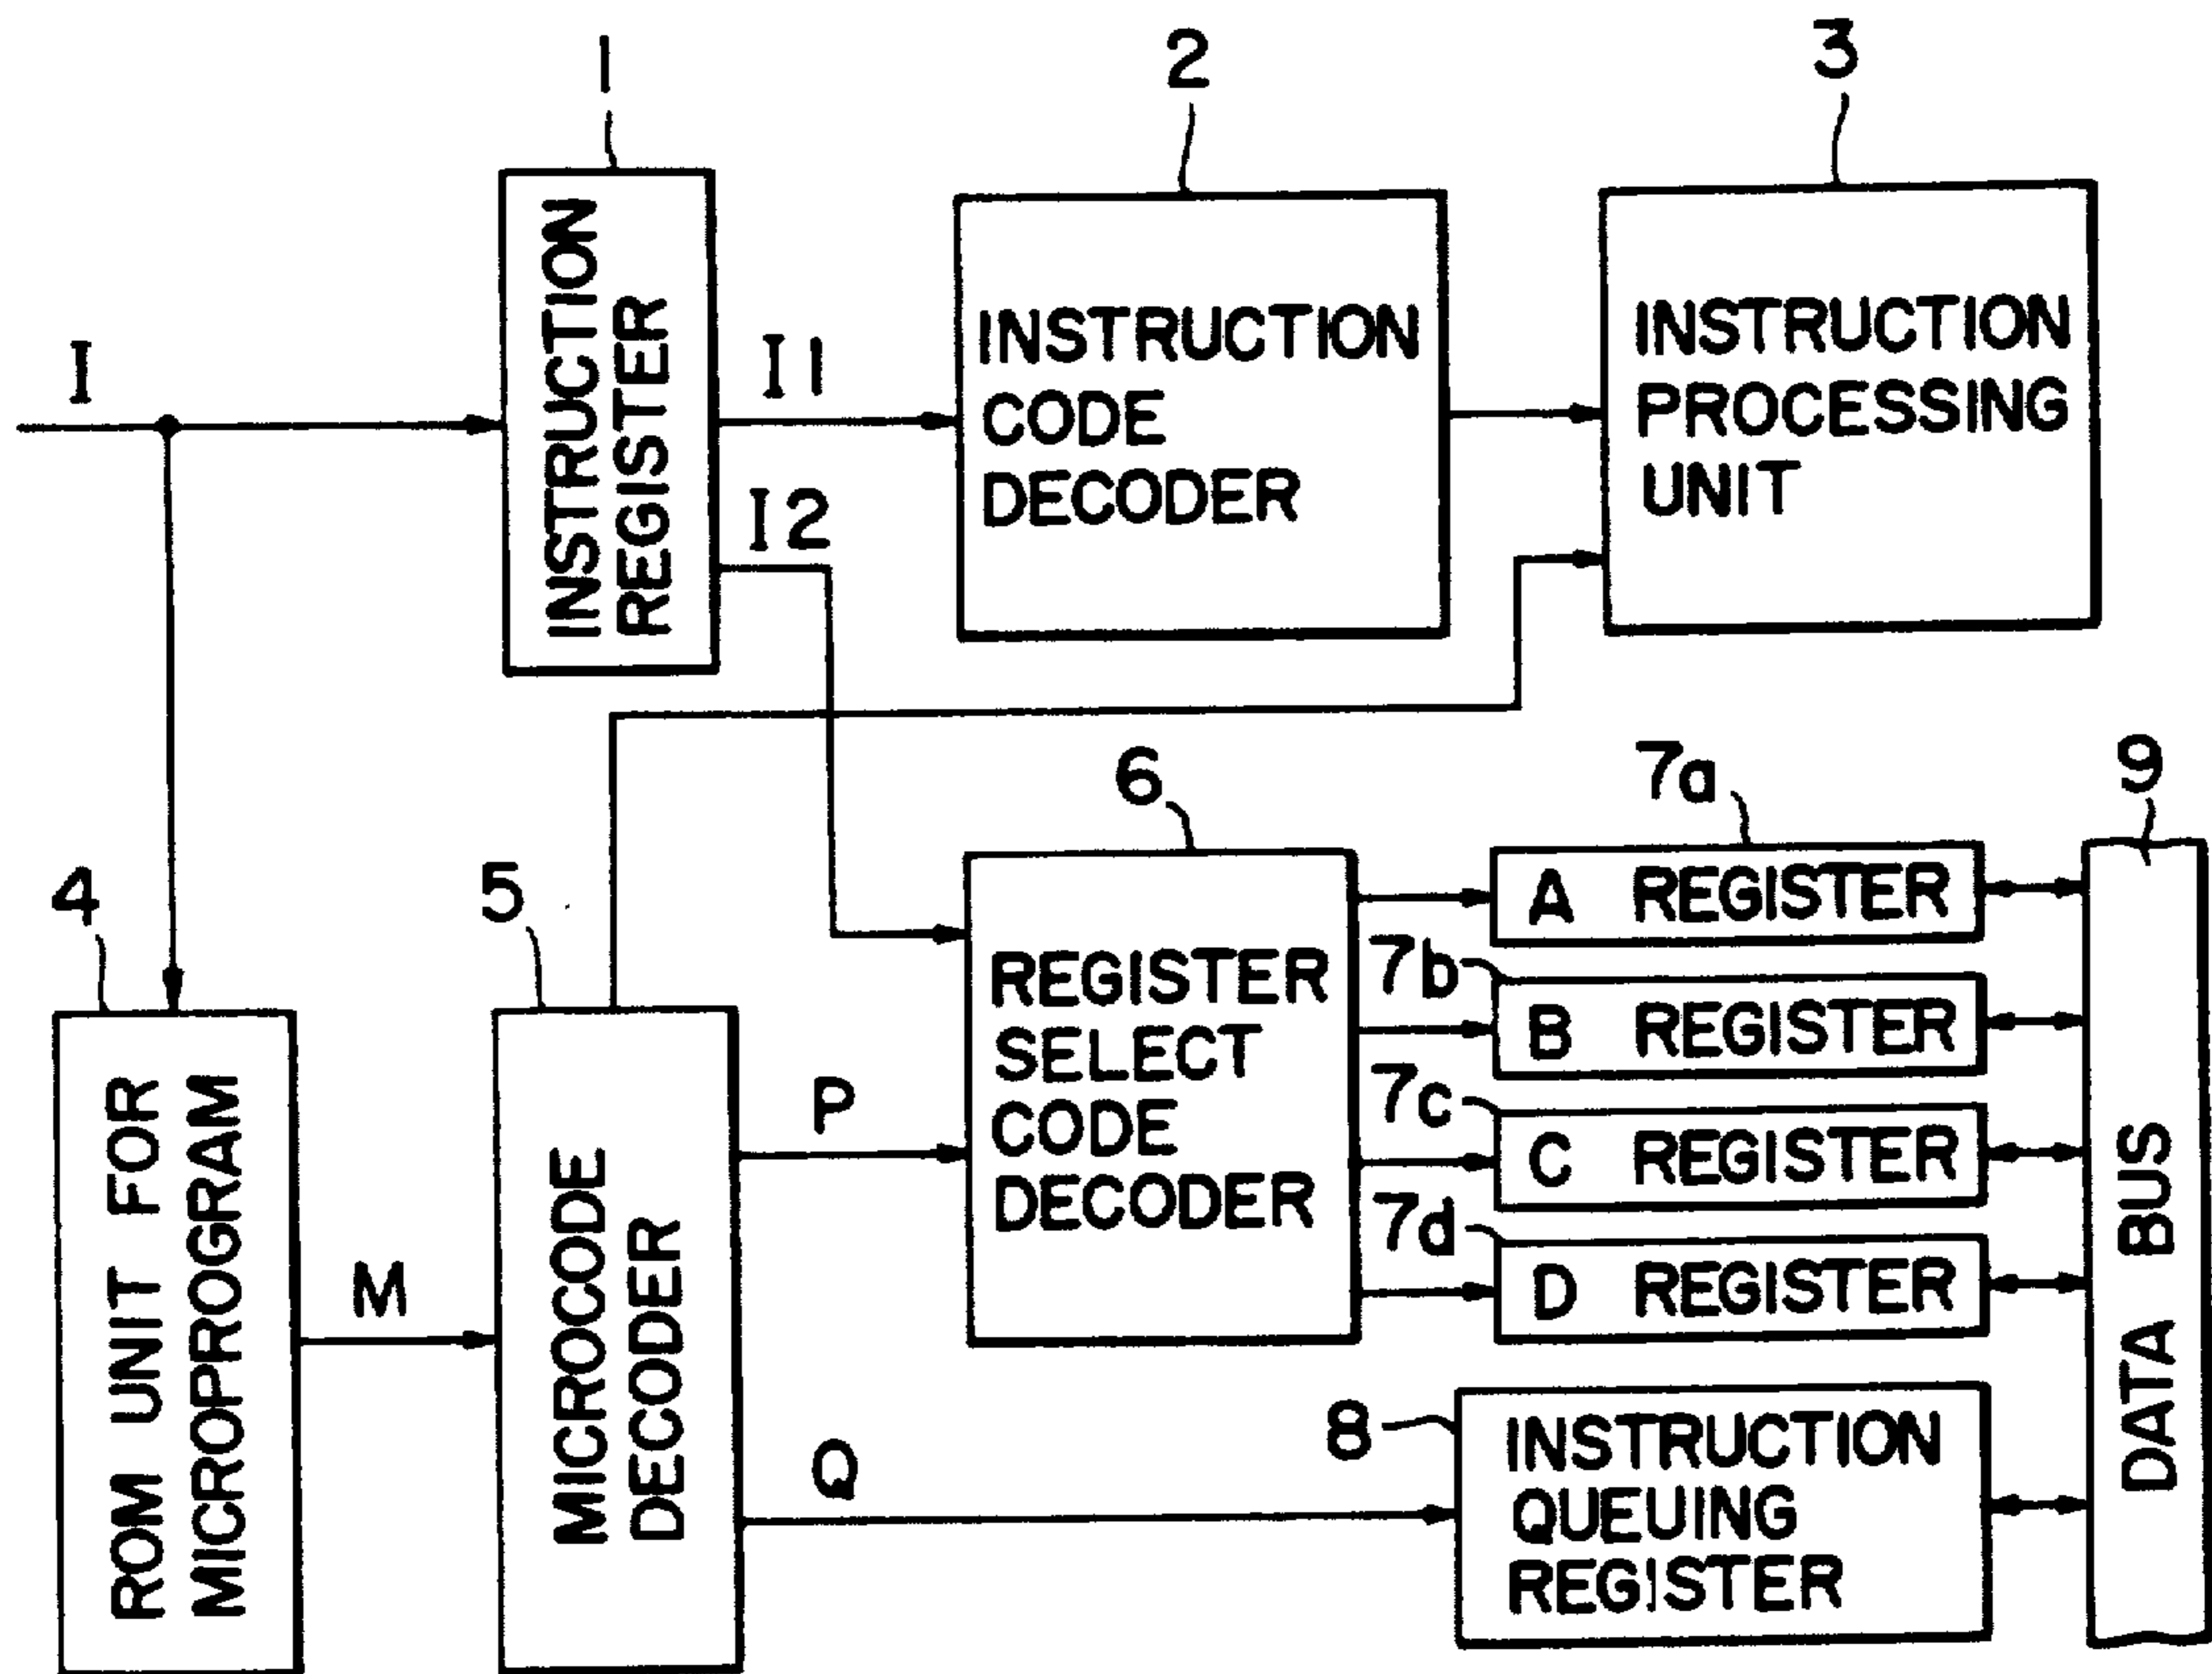 1
2
3
INSTRUCTION
REGISTER
I
I1
I2
INSTRUCTION
CODE
DECODER
INSTRUCTION
PROCESSING
UNIT
4
5
6
7a
9
ROM UNIT FOR
MICROPROGRAM
M
MICROCODE
DECODER
P
Q
REGISTER
SELECT
CODE
DECODER
A REGISTER
7b
B REGISTER
7c
C REGISTER
7d
D REGISTER
8
INSTRUCTION
QUEUING
REGISTER
DATA BUS